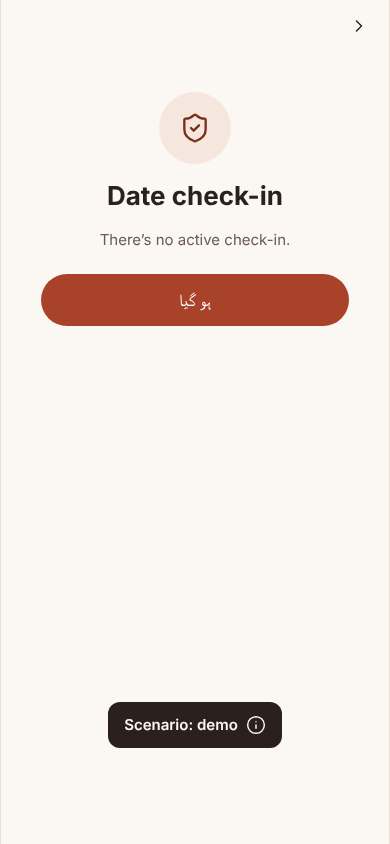 Date check-in
There’s no active check-in.
ہو گیا
Scenario: demo